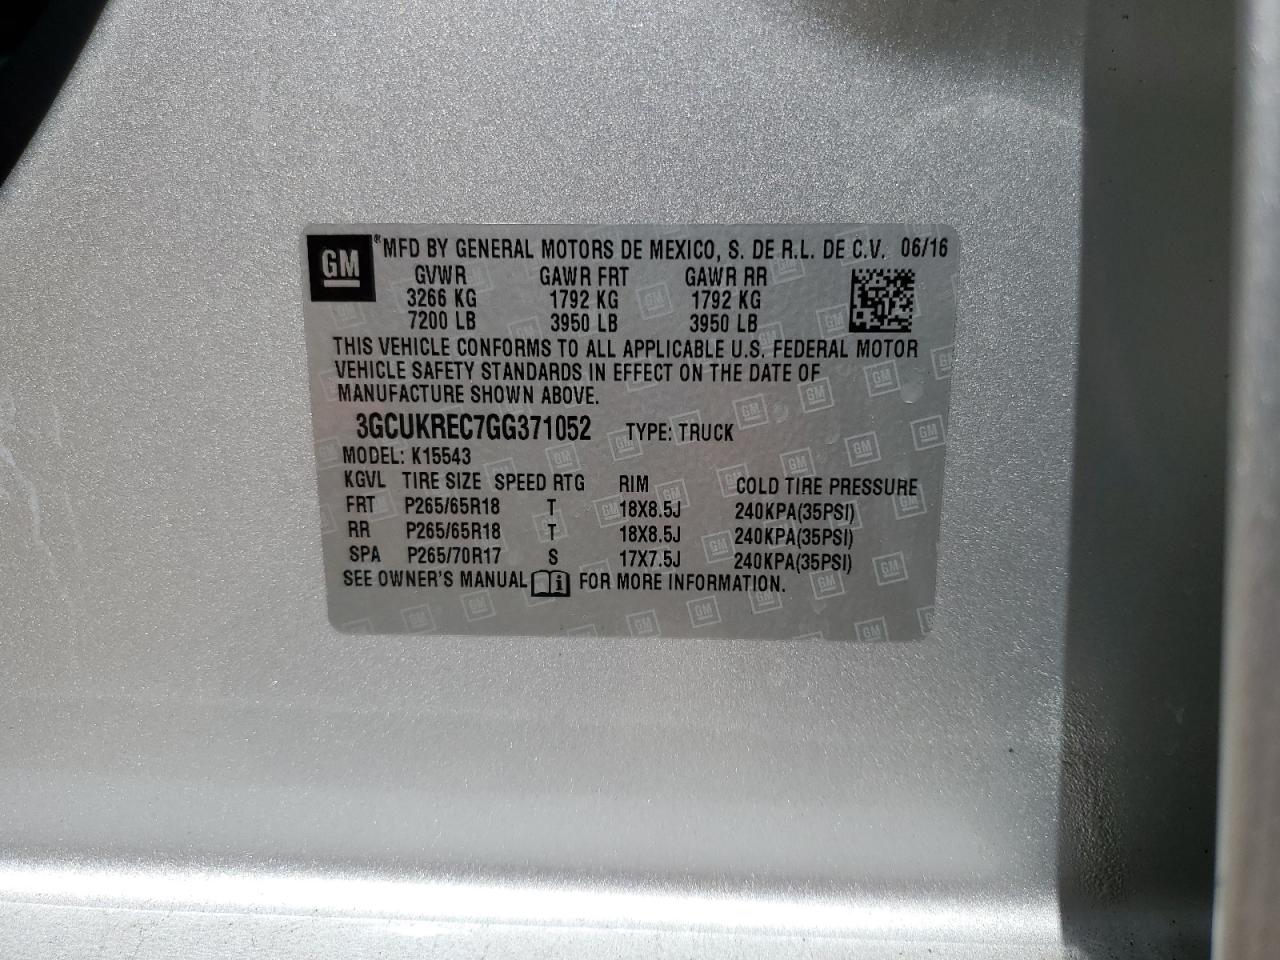 GM ® MFD BY GENERAL MOTORS DE MEXICO, S. DE R.L. DE C.V. 06/16
GVWR GAWR FRT GAWR RR
3266 KG 1792 KG 1792 KG
7200 LB 3950 LB 3950 LB
THIS VEHICLE CONFORMS TO ALL APPLICABLE U.S. FEDERAL MOTOR
VEHICLE SAFETY STANDARDS IN EFFECT ON THE DATE OF
MANUFACTURE SHOWN ABOVE.
3GCUKREC7GG371052 TYPE: TRUCK
MODEL: K15543
KGVL TIRE SIZE SPEED RTG RIM COLD TIRE PRESSURE
FRT P265/65R18 T 18X8.5J 240KPA(35PSI)
RR P265/65R18 T 18X8.5J 240KPA(35PSI)
SPA P265/70R17 S 17X7.5J 240KPA(35PSI)
SEE OWNER'S MANUAL i FOR MORE INFORMATION.